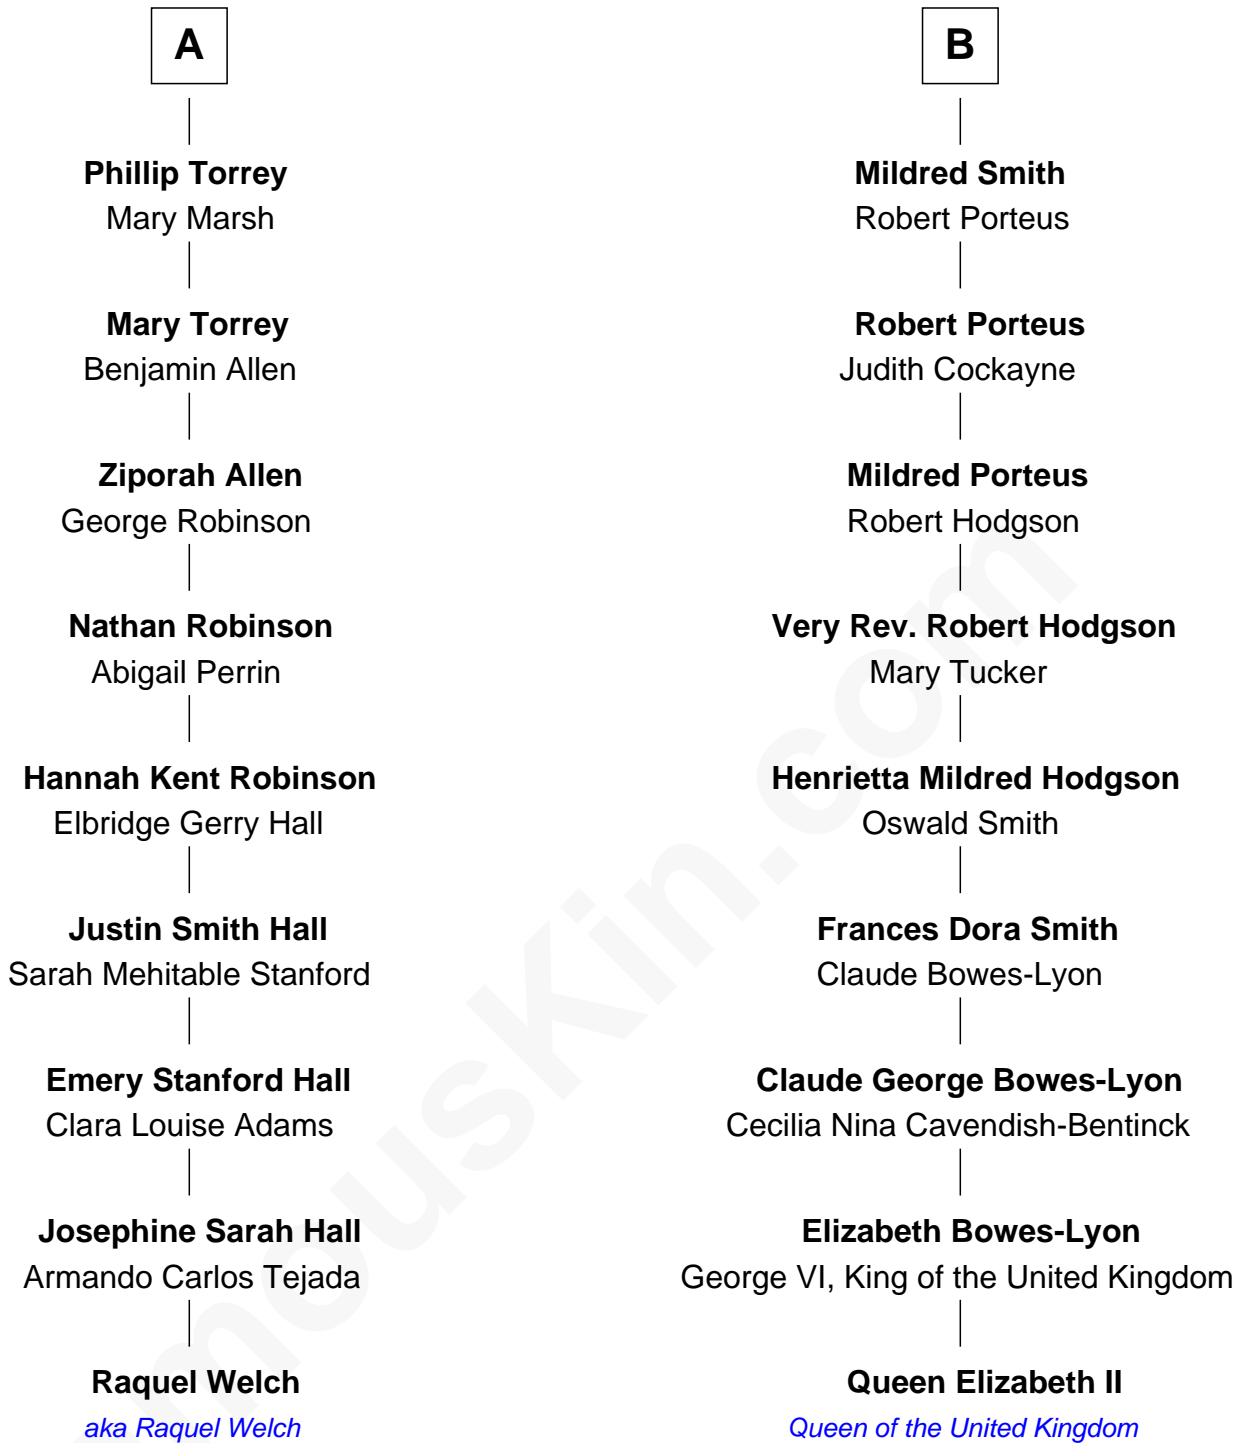 A
Phillip Torrey
Mary Marsh
Mary Torrey
Benjamin Allen
Ziporah Allen
George Robinson
Nathan Robinson
Abigail Perrin
Hannah Kent Robinson
Elbridge Gerry Hall
Justin Smith Hall
Sarah Mehitable Stanford
Emery Stanford Hall
Clara Louise Adams
Josephine Sarah Hall
Armando Carlos Tejada
Raquel Welch
aka Raquel Welch
B
Mildred Smith
Robert Porteus
Robert Porteus
Judith Cockayne
Mildred Porteus
Robert Hodgson
Very Rev. Robert Hodgson
Mary Tucker
Henrietta Mildred Hodgson
Oswald Smith
Frances Dora Smith
Claude Bowes-Lyon
Claude George Bowes-Lyon
Cecilia Nina Cavendish-Bentinck
Elizabeth Bowes-Lyon
George VI, King of the United Kingdom
Queen Elizabeth II
Queen of the United Kingdom
mousKin.com